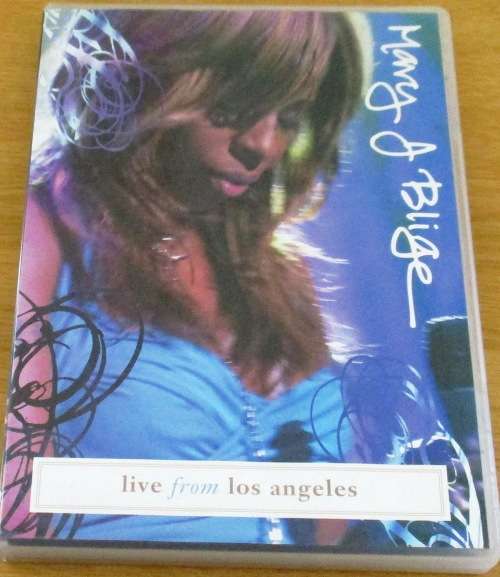 Mary J Blige
live from los angeles